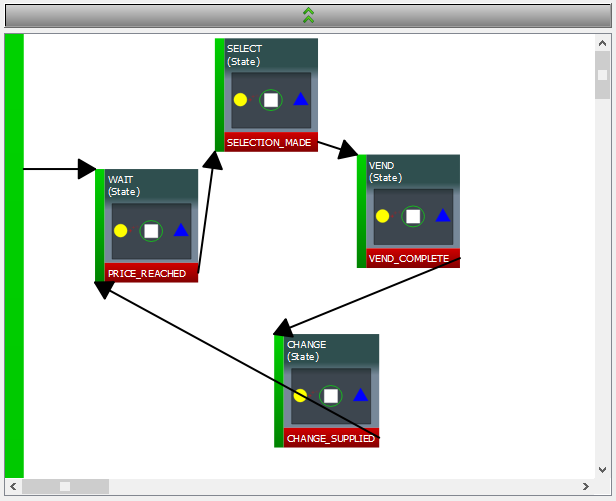 SELECT
(State)
SELECTION_MADE
VEND
(State)
VEND_COMPLETE
WAIT
(State)
PRICE_REACHED
CHANGE
(State)
CHANGE_SUPPLIED